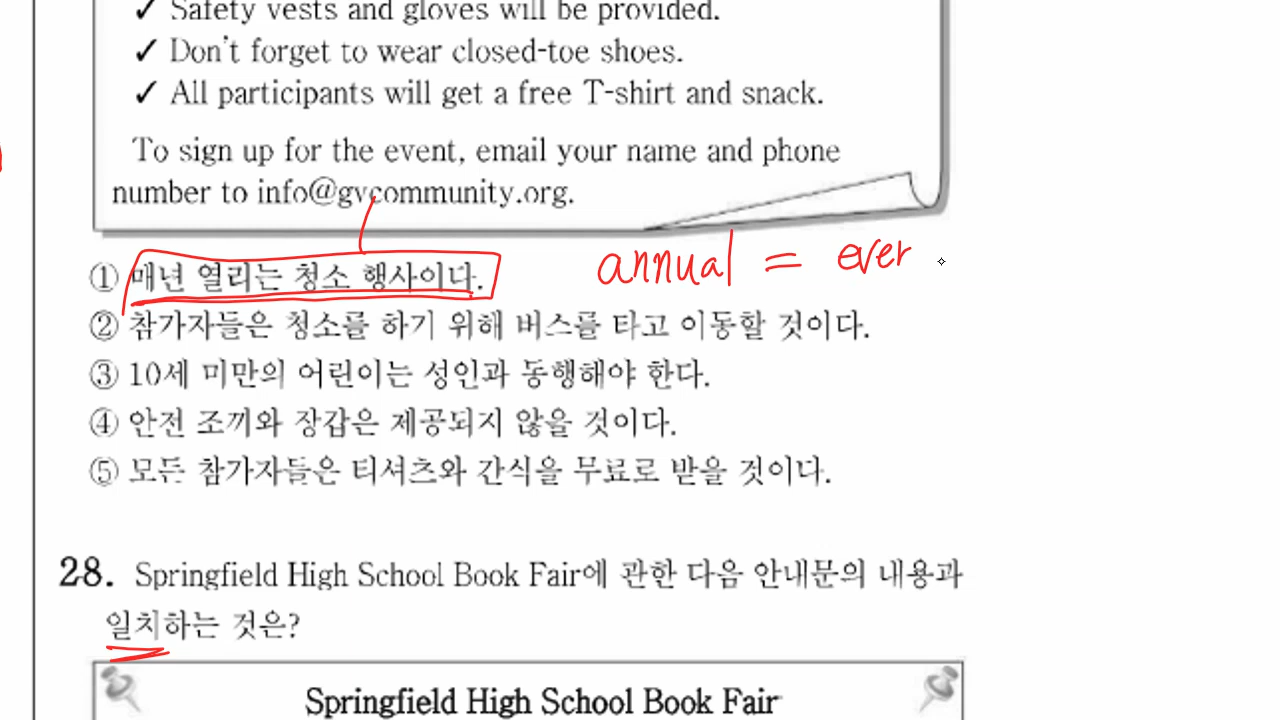 ✓ Safety vests and gloves will be provided.
✓ Don't forget to wear closed-toe shoes.
✓ All participants will get a free T-shirt and snack.
To sign up for the event, email your name and phone
number to info@gvcommunity.org.
① 매년 열리는 청소 행사이다.
annual = ever
② 참가자들은 청소를 하기 위해 버스를 타고 이동할 것이다.
③ 10세 미만의 어린이는 성인과 동행해야 한다.
④ 안전 조끼와 장갑은 제공되지 않을 것이다.
⑤ 모든 참가자들은 티셔츠와 간식을 무료로 받을 것이다.
28. Springfield High School Book Fair에 관한 다음 안내문의 내용과
일치하는 것은?
Springfield High School Book Fair